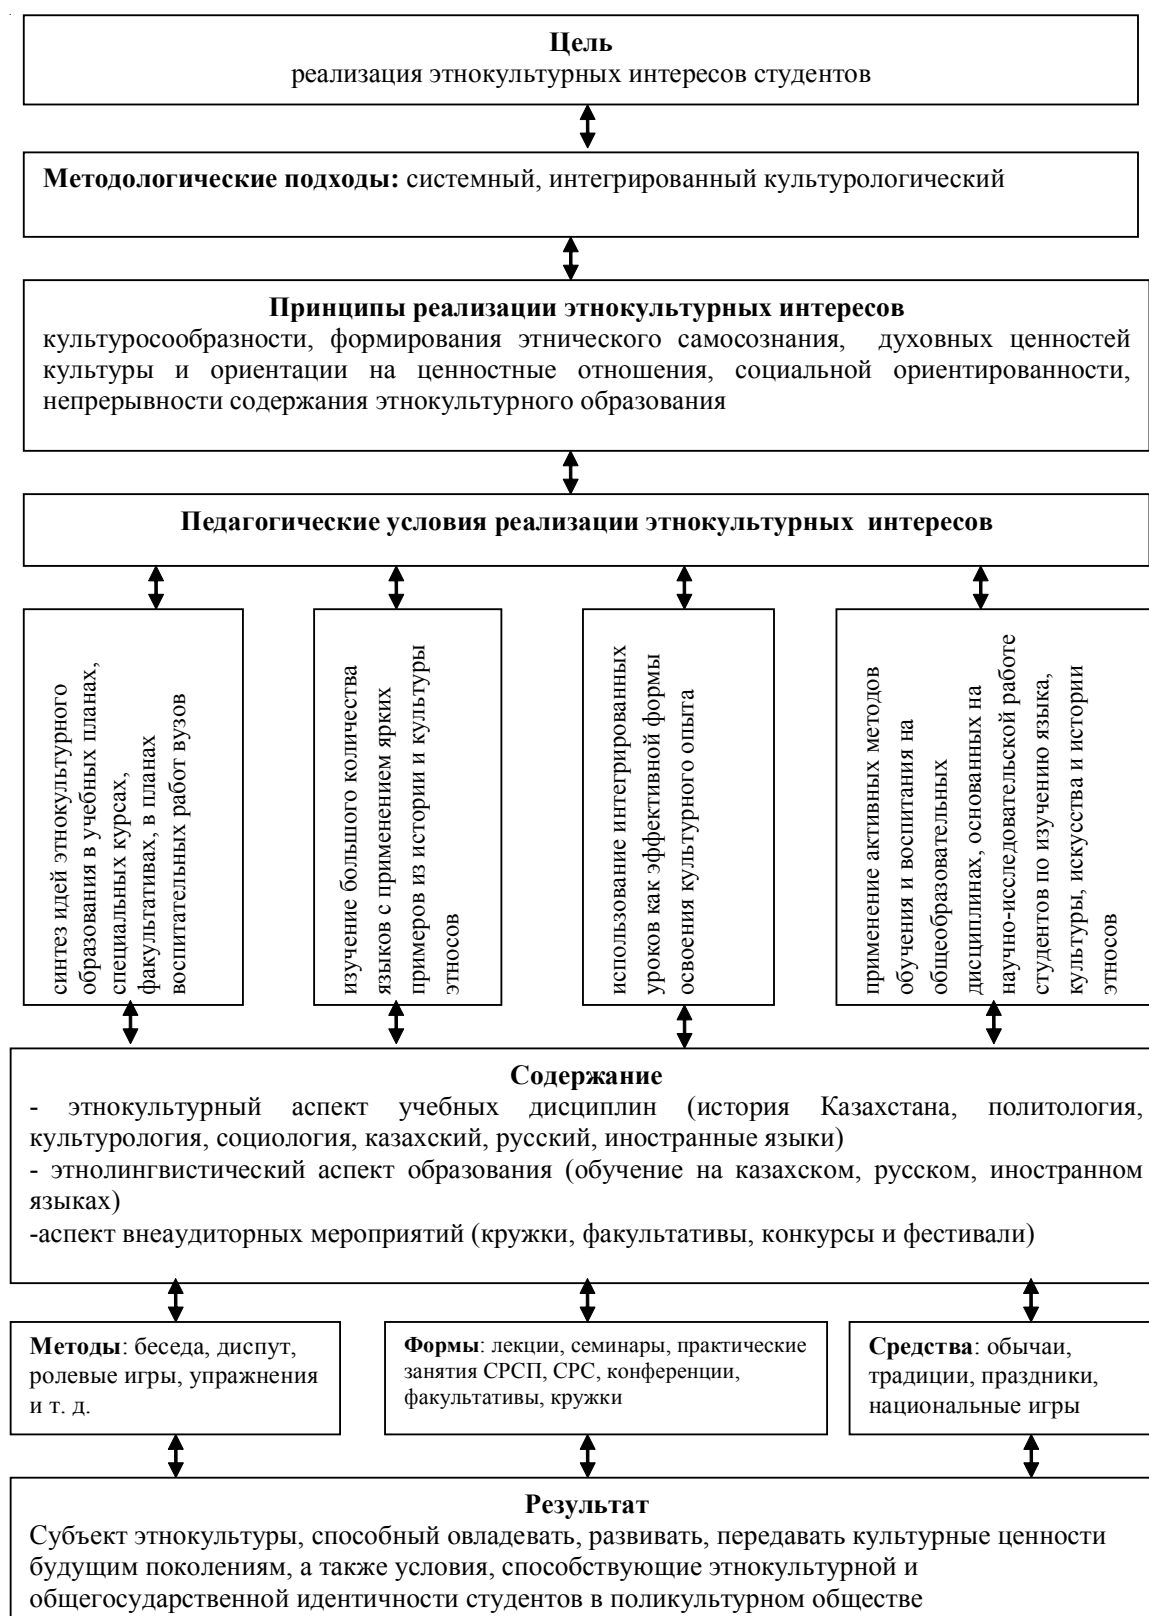 Цель
реализация этнокультурных интересов студентов
Методологические подходы: системный, интегрированный культурологический
Принципы реализации этнокультурных интересов
культуросообразности, формирования этнического самосознания, духовных ценностей
культуры и ориентации на ценностные отношения, социальной ориентированности,
непрерывности содержания этнокультурного образования
Педагогические условия реализации этнокультурных интересов
синтез идей этнокультурного
образования в учебных планах,
специальных курсах,
факультативах, в планах
воспитательных работ вузов
изучение большого количества
языков с применением ярких
примеров из истории и культуры
этносов
использование интегрированных
уроков как эффективной формы
освоения культурного опыта
применение активных методов
обучения и воспитания на
общеобразовательных
дисциплинах, основанных на
научно-исследовательской работе
студентов по изучению языка,
культуры, искусства и истории
этносов
Содержание
- этнокультурный аспект учебных дисциплин (история Казахстана, политология,
культурология, социология, казахский, русский, иностранные языки)
- этнолингвистический аспект образования (обучение на казахском, русском, иностранном
языках)
-аспект внеаудиторных мероприятий (кружки, факультативы, конкурсы и фестивали)
Методы: беседа, диспут,
ролевые игры, упражнения
и т. д.
Формы: лекции, семинары, практические
занятия СРСП, СРС, конференции,
факультативы, кружки
Средства: обычаи,
традиции, праздники,
национальные игры
Результат
Субъект этнокультуры, способный овладевать, развивать, передавать культурные ценности
будущим поколениям, а также условия, способствующие этнокультурной и
общегосударственной идентичности студентов в поликультурном обществе